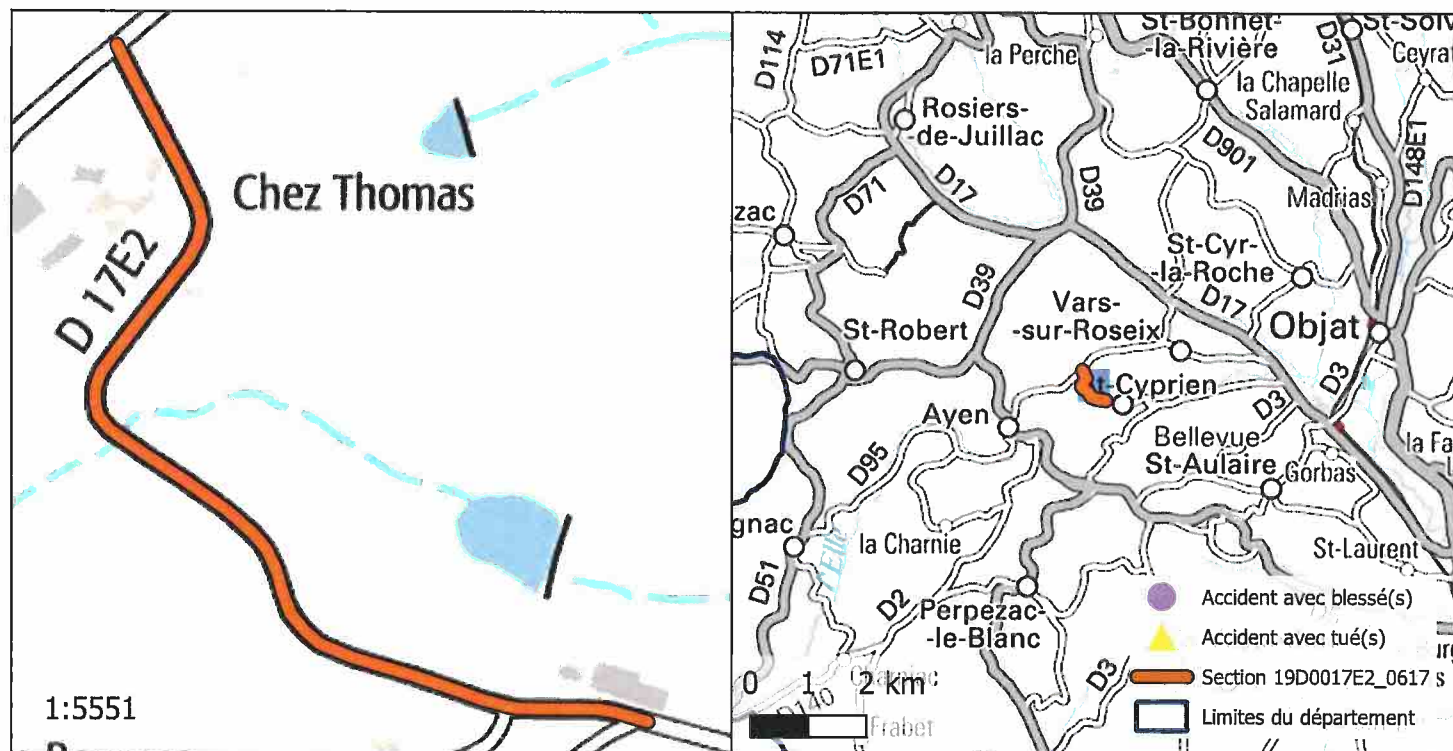 Chez Thomas
D 17E2
1:5551
St-Bonnet-
-la-Rivière
D31
D114
D71E1
la Perche
la Chapelle
Salamard
Rosiers-
-de-Juillac
D901
D148E1
D71
D17
D39
Madrias
zac
St-Cyr-
-la-Roche
D39
D17
Vars-
-sur-Roseix
St-Robert
Objat
t-Cyprien
D3
Ayen
D3
Bellevue
la Fa
D95
St-Aulaire
Gorbas
gnac
la Charnie
l'Elle
St-Laurent
D51
D2
Perpezac-
-le-Blanc
Accident avec blessé(s)
Accident avec tué(s)
D3
Section 19D0017E2_0617 s
0 1 2 km
D140
Frabet
Limites du département